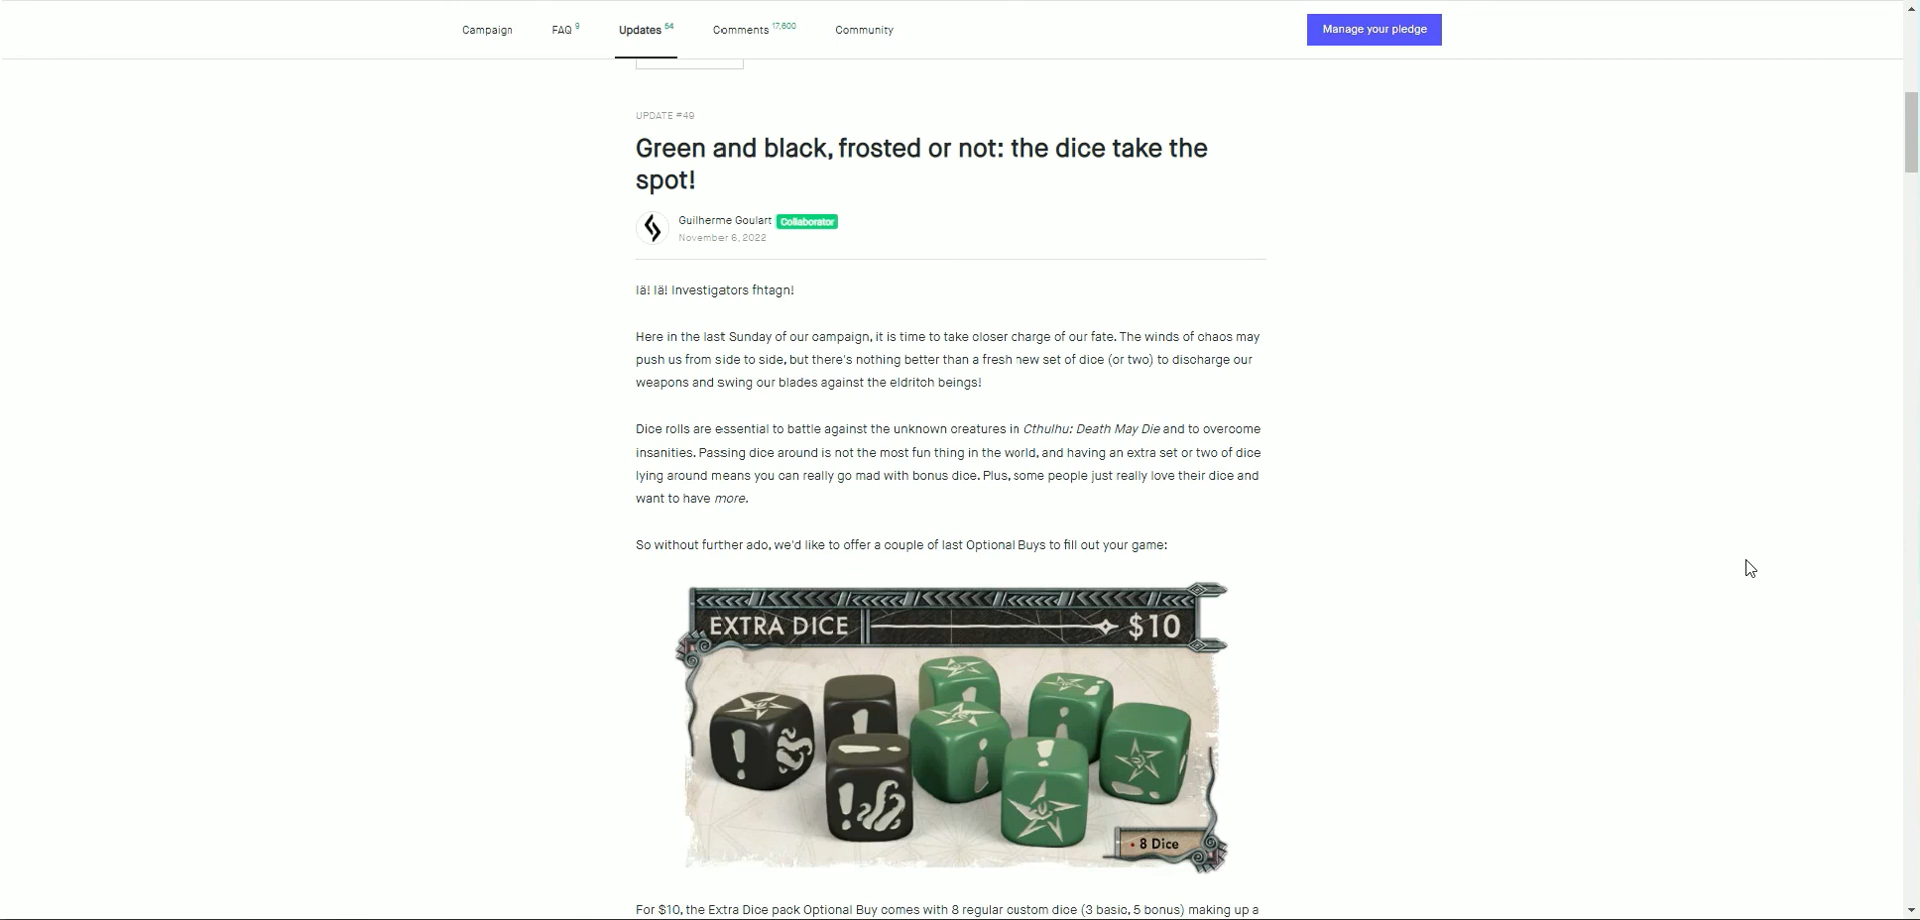 Campaign FAQ 9 Updates 54 Comments 17,600 Community Manage your pledge
UPDATE #49
Green and black, frosted or not: the dice take the
spot!
Guilherme Goulart Collaborator
November 6, 2022
Iä! Iä! Investigators fhtagn!
Here in the last Sunday of our campaign, it is time to take closer charge of our fate. The winds of chaos may
push us from side to side, but there's nothing better than a fresh new set of dice (or two) to discharge our
weapons and swing our blades against the eldritch beings!
Dice rolls are essential to battle against the unknown creatures in Cthulhu: Death May Die and to overcome
insanities. Passing dice around is not the most fun thing in the world, and having an extra set or two of dice
lying around means you can really go mad with bonus dice. Plus, some people just really love their dice and
want to have more.
So without further ado, we'd like to offer a couple of last Optional Buys to fill out your game:
EXTRA DICE $10
• 8 Dice
For $10, the Extra Dice pack Optional Buy comes with 8 regular custom dice (3 basic, 5 bonus) making up a